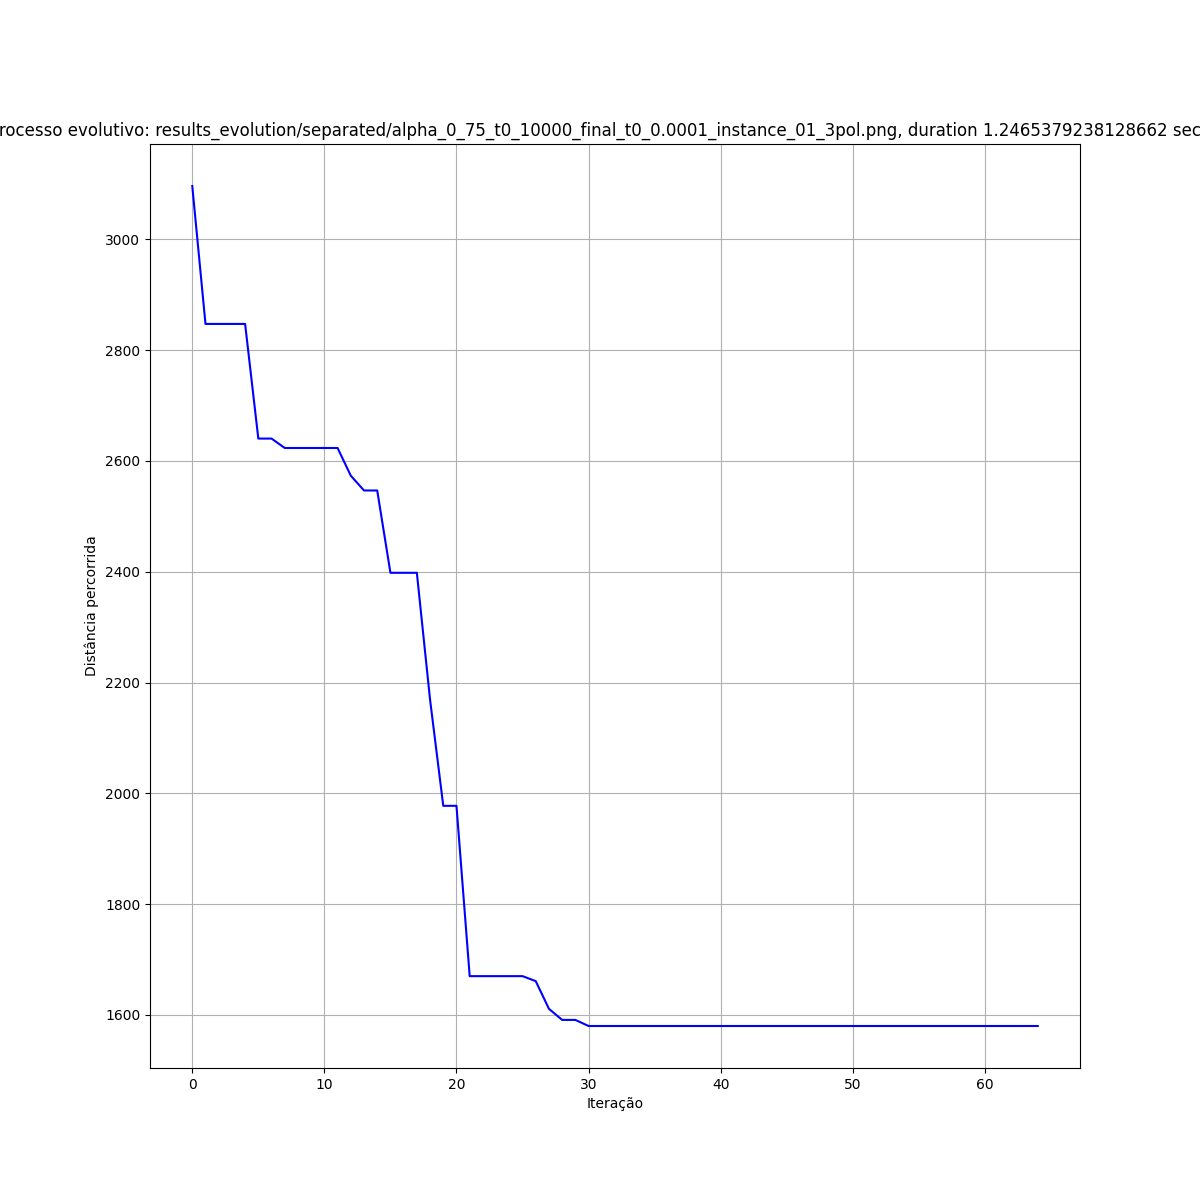 rocesso evolutivo: results_evolution/separated/alpha_0_75_t0_10000_final_t0_0.0001_instance_01_3pol.png, duration 1.2465379238128662 sec
3000
2800
2600
2400
2200
2000
1800
1600
Distância percorrida
0 10 20 30 40 50 60
Iteração